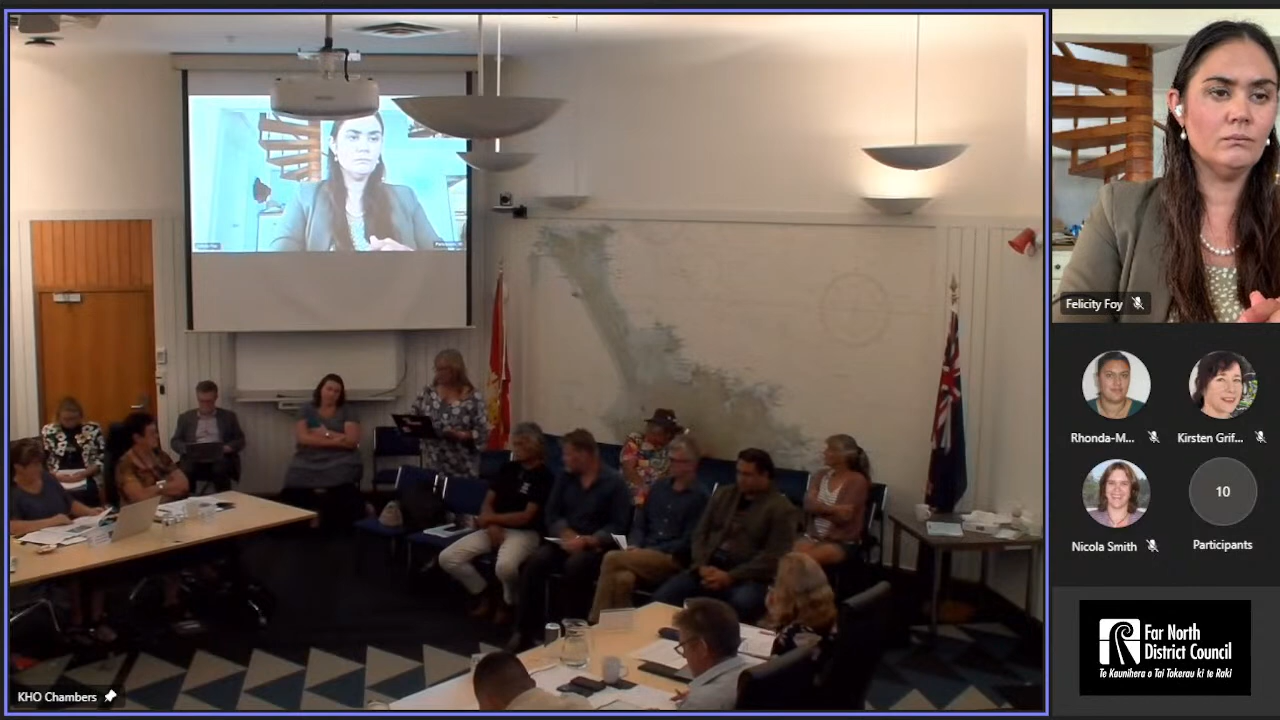 Felicity Foy
Rhonda-M...
Kirsten Grif...
Nicola Smith
10
Participants
KHO Chambers
Far North
District Council
Te Kaunihera o Tai Tokerau ki te Raki